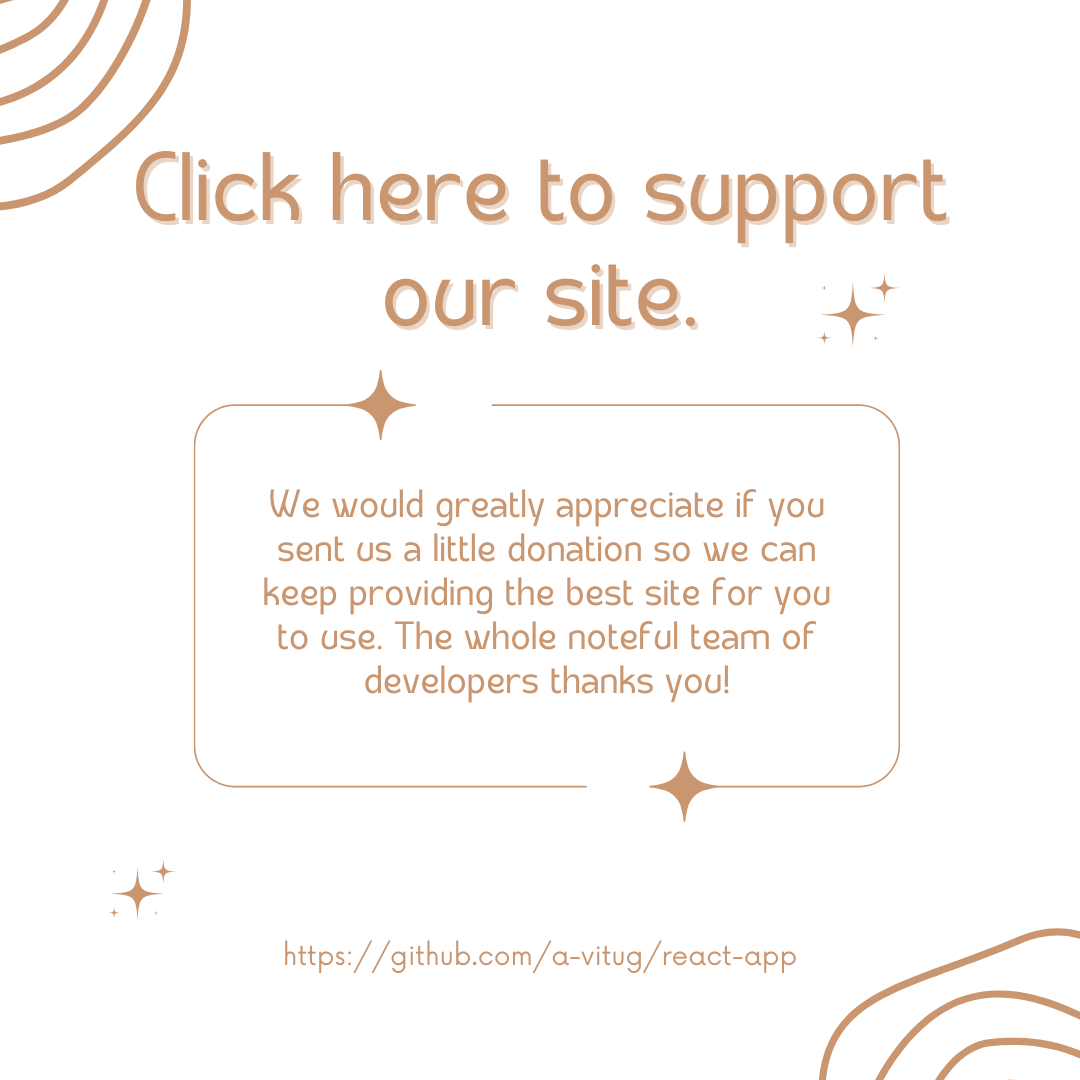 Click here to support
our site.
We would greatly appreciate if you
sent us a little donation so we can
keep providing the best site for you
to use. The whole noteful team of
developers thanks you!
https://github.com/a-vitug/react-app